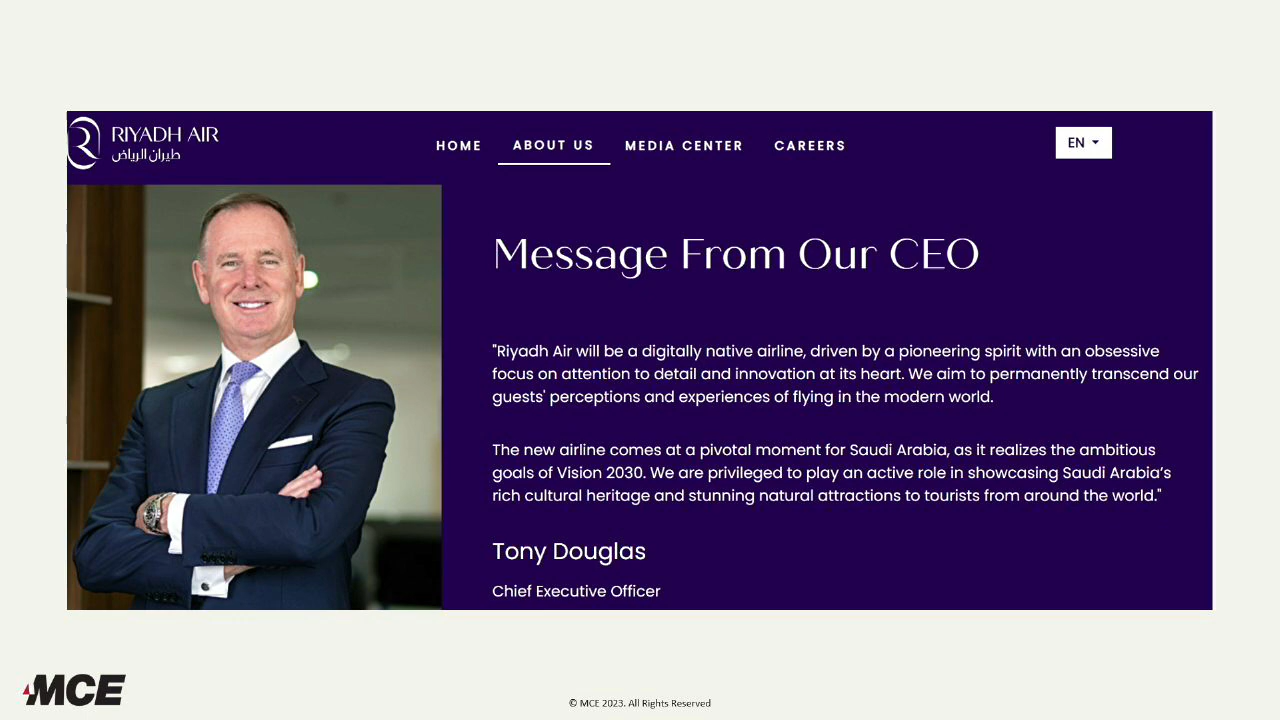 RIYADH AIR
طيران الرياض
HOME ABOUT US MEDIA CENTER CAREERS EN
Message From Our CEO
"Riyadh Air will be a digitally native airline, driven by a pioneering spirit with an obsessive
focus on attention to detail and innovation at its heart. We aim to permanently transcend our
guests' perceptions and experiences of flying in the modern world.
The new airline comes at a pivotal moment for Saudi Arabia, as it realizes the ambitious
goals of Vision 2030. We are privileged to play an active role in showcasing Saudi Arabia’s
rich cultural heritage and stunning natural attractions to tourists from around the world."
Tony Douglas
Chief Executive Officer
MCE
© MCE 2023. All Rights Reserved